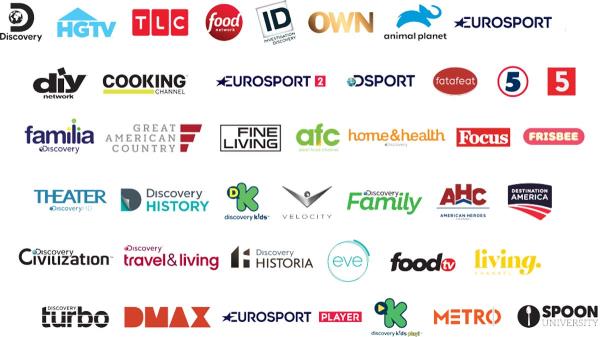 Discovery
HGTV
TLC
food
network
ID
INVESTIGATION
DISCOVERY
OWN
animal planet
EUROSPORT
diy
network
COOKING
CHANNEL
EUROSPORT 2
DSPORT
fatafeat
5
5
familia
Discovery
GREAT
AMERICAN
COUNTRY
FINE
LIVING
afc
home & health
Discovery
Focus
FRISBEE
THEATER
Discovery HD
Discovery
HISTORY
D
K
discovery kids
VELOCITY
Discovery
Family
AHC
AMERICAN HEROES
CHANNEL
DESTINATION
AMERICA
Discovery
CIVILIZATION
Discovery
travel & living
H
Discovery
HISTORIA
eve
food tv
living.
CHANNEL
DISCOVERY
turbo
DMAX
EUROSPORT PLAYER
D
K
discovery kids play!
METRO
SPOON
UNIVERSITY